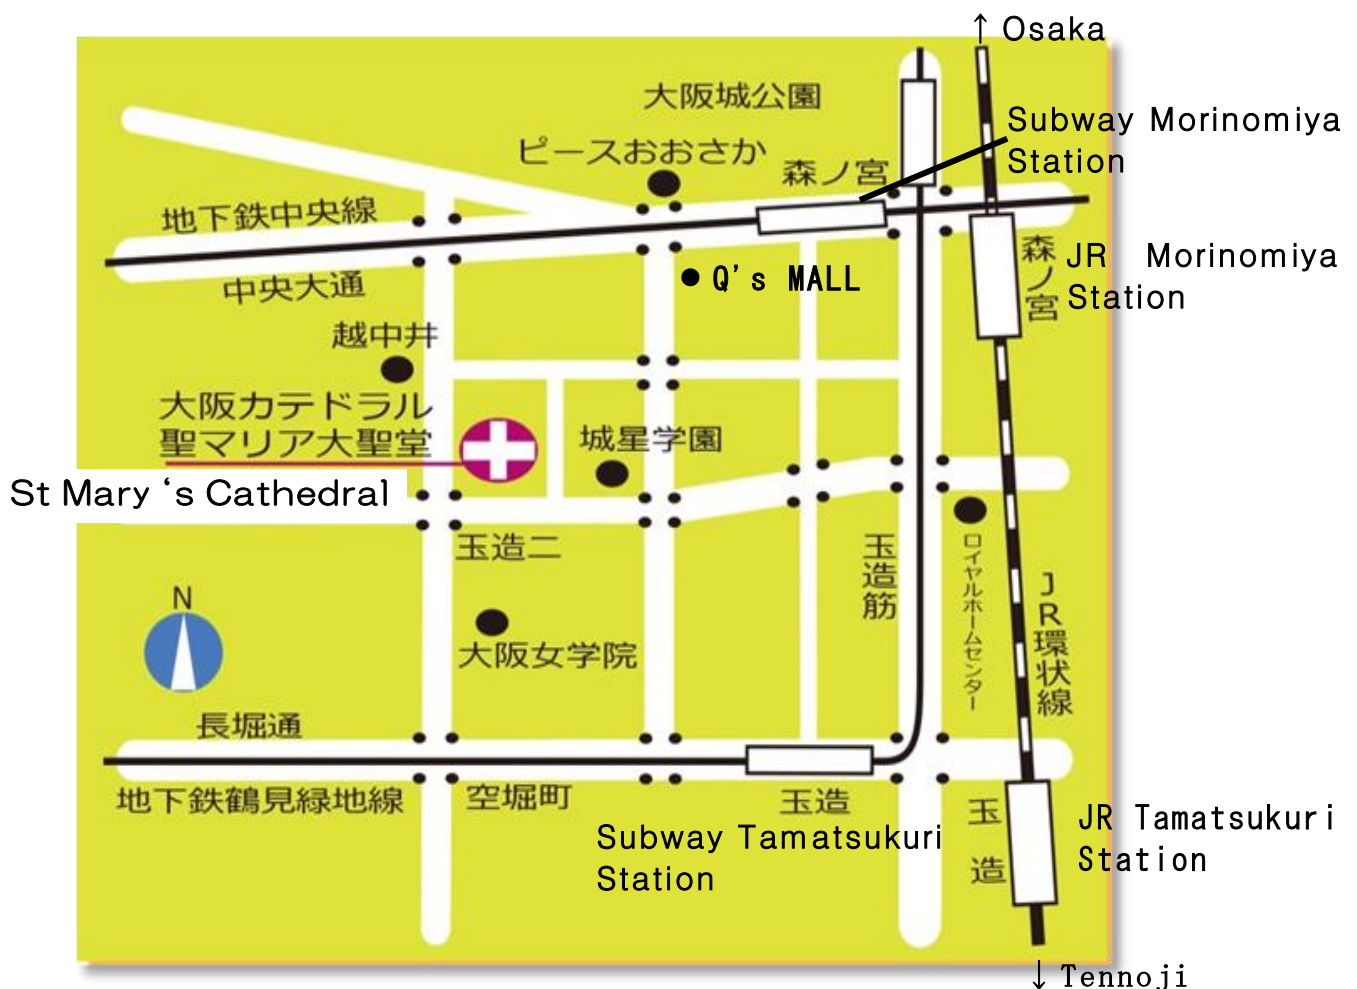 ↑ Osaka
大阪城公園
Subway Morinomiya
Station
ピースおおさか
森ノ宮
地下鉄中央線
中央大通
Q's MALL
森ノ宮
JR Morinomiya
Station
越中井
大阪カテドラル
聖マリア大聖堂
St Mary ‘s Cathedral
城星学園
玉造二
玉造筋
ロイヤルホームセンター
JR環状線
N
大阪女学院
長堀通
地下鉄鶴見緑地線
空堀町
玉造
Subway Tamatsukuri
Station
玉造
JR Tamatsukuri
Station
↓ Tennoji